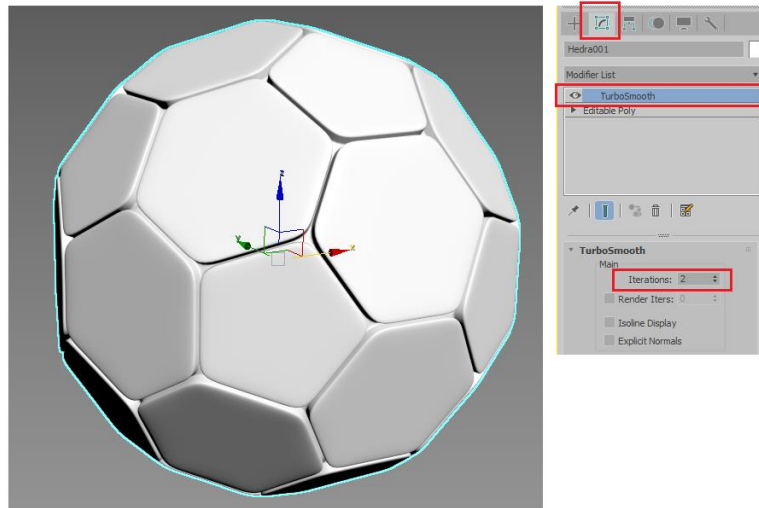 z
x
Hedra001
Modifier List
TurboSmooth
Editable Poly
TurboSmooth
Main
Iterations: 2
Render Iters: 0
Isoline Display
Explicit Normals